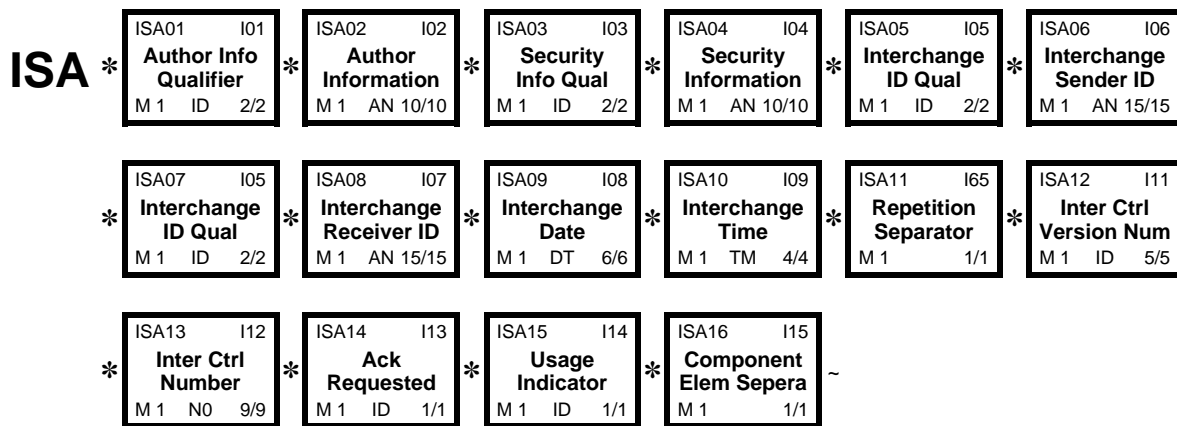 ISA01 I01 ISA02 I02 ISA03 I03 ISA04 I04 ISA05 I05 ISA06 I06
ISA * Author Info * Author * Security * Security * Interchange * Interchange
Qualifier Information Info Qual Information ID Qual Sender ID
M 1 ID 2/2 M 1 AN 10/10 M 1 ID 2/2 M 1 AN 10/10 M 1 ID 2/2 M 1 AN 15/15
ISA07 I05 ISA08 I07 ISA09 I08 ISA10 I09 ISA11 I65 ISA12 I11
* Interchange * Interchange * Interchange * Interchange * Repetition * Inter Ctrl
ID Qual Receiver ID Date Time Separator Version Num
M 1 ID 2/2 M 1 AN 15/15 M 1 DT 6/6 M 1 TM 4/4 M 1 1/1 M 1 ID 5/5
ISA13 I12 ISA14 I13 ISA15 I14 ISA16 I15
* Inter Ctrl * Ack * Usage * Component ~
Number Requested Indicator Elem Sepera
M 1 N0 9/9 M 1 ID 1/1 M 1 ID 1/1 M 1 1/1